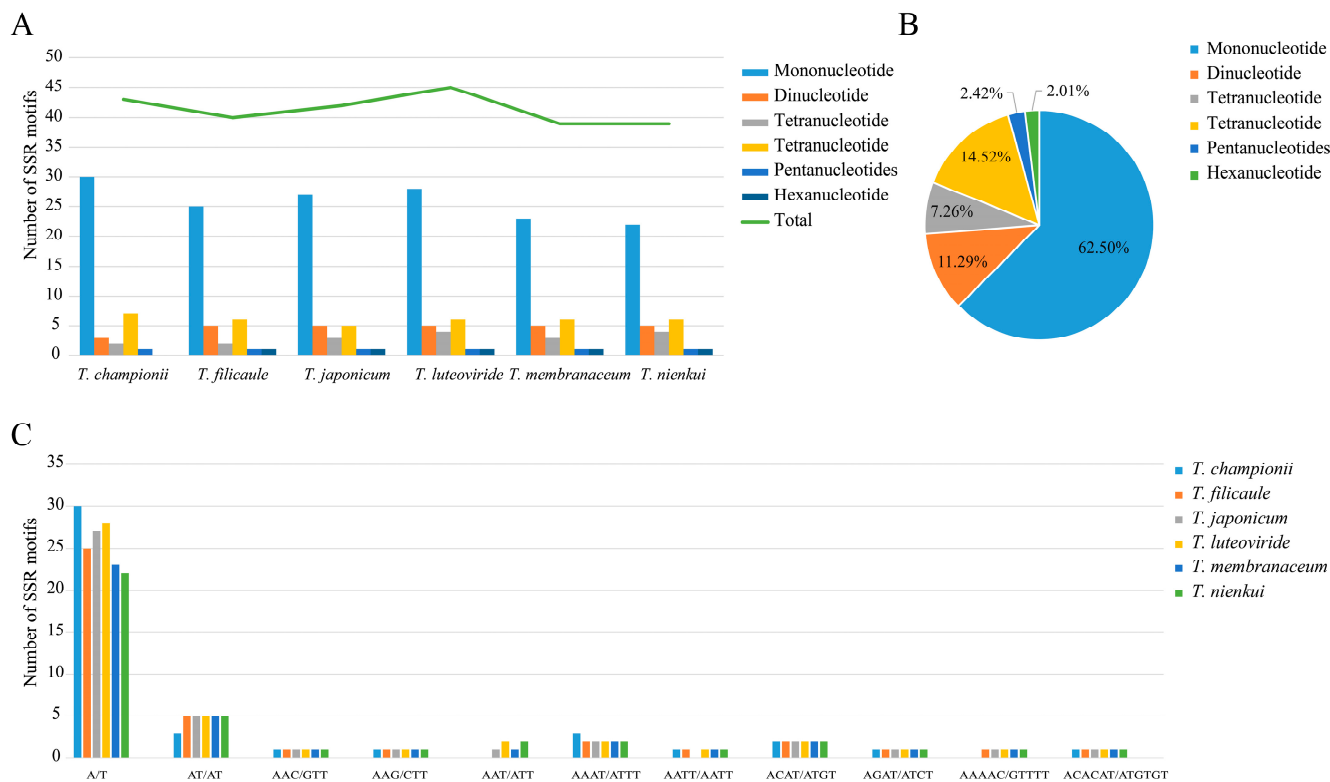 A
B
50
45
40
35
30
25
20
15
10
5
0
Number of SSR motifs
T. championii
T. filicaule
T. japonicum
T. luteoviride
T. membranaceum
T. nienkui
Mononucleotide
Dinucleotide
Tetranucleotide
Tetranucleotide
Pentanucleotides
Hexanucleotide
Total
2.42%
2.01%
14.52%
7.26%
11.29%
62.50%
Mononucleotide
Dinucleotide
Tetranucleotide
Tetranucleotide
Pentanucleotides
Hexanucleotide
C
35
30
25
20
15
10
5
0
Number of SSR motifs
A/T
AT/AT
AAC/GTT
AAG/CTT
AAT/ATT
AAAT/ATTT
AATT/AATT
ACAT/ATGT
AGAT/ATCT
AAAAC/GTTTT
ACACAT/ATGTGT
T. championii
T. filicaule
T. japonicum
T. luteoviride
T. membranaceum
T. nienkui